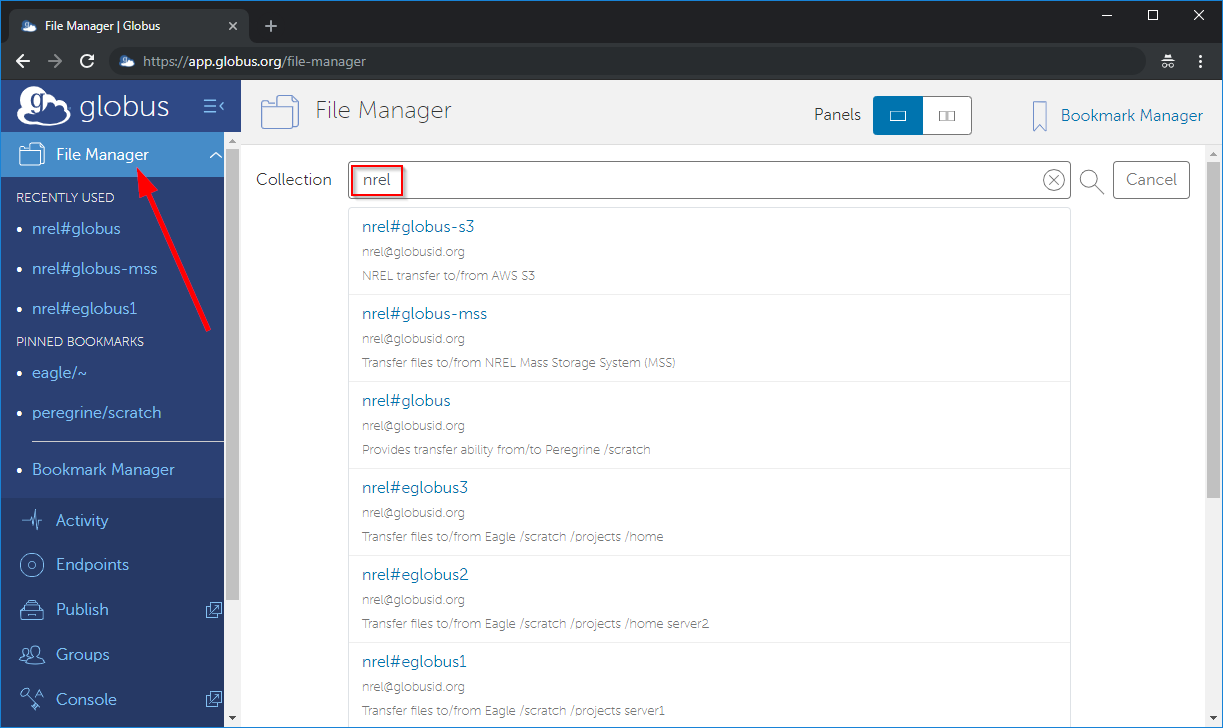 File Manager | Globus
https://app.globus.org/file-manager
globus
File Manager
RECENTLY USED
nrel#globus
nrel#globus-mss
nrel#eglobus1
PINNED BOOKMARKS
eagle/~
peregrine/scratch
Bookmark Manager
Activity
Endpoints
Publish
Groups
Console
File Manager
Panels
Bookmark Manager
Collection
nrel
Cancel
nrel#globus-s3
nrel@globusid.org
NREL transfer to/from AWS S3
nrel#globus-mss
nrel@globusid.org
Transfer files to/from NREL Mass Storage System (MSS)
nrel#globus
nrel@globusid.org
Provides transfer ability from/to Peregrine /scratch
nrel#eglobus3
nrel@globusid.org
Transfer files to/from Eagle /scratch /projects /home
nrel#eglobus2
nrel@globusid.org
Transfer files to/from Eagle /scratch /projects /home server2
nrel#eglobus1
nrel@globusid.org
Transfer files to/from Eagle /scratch /projects server1